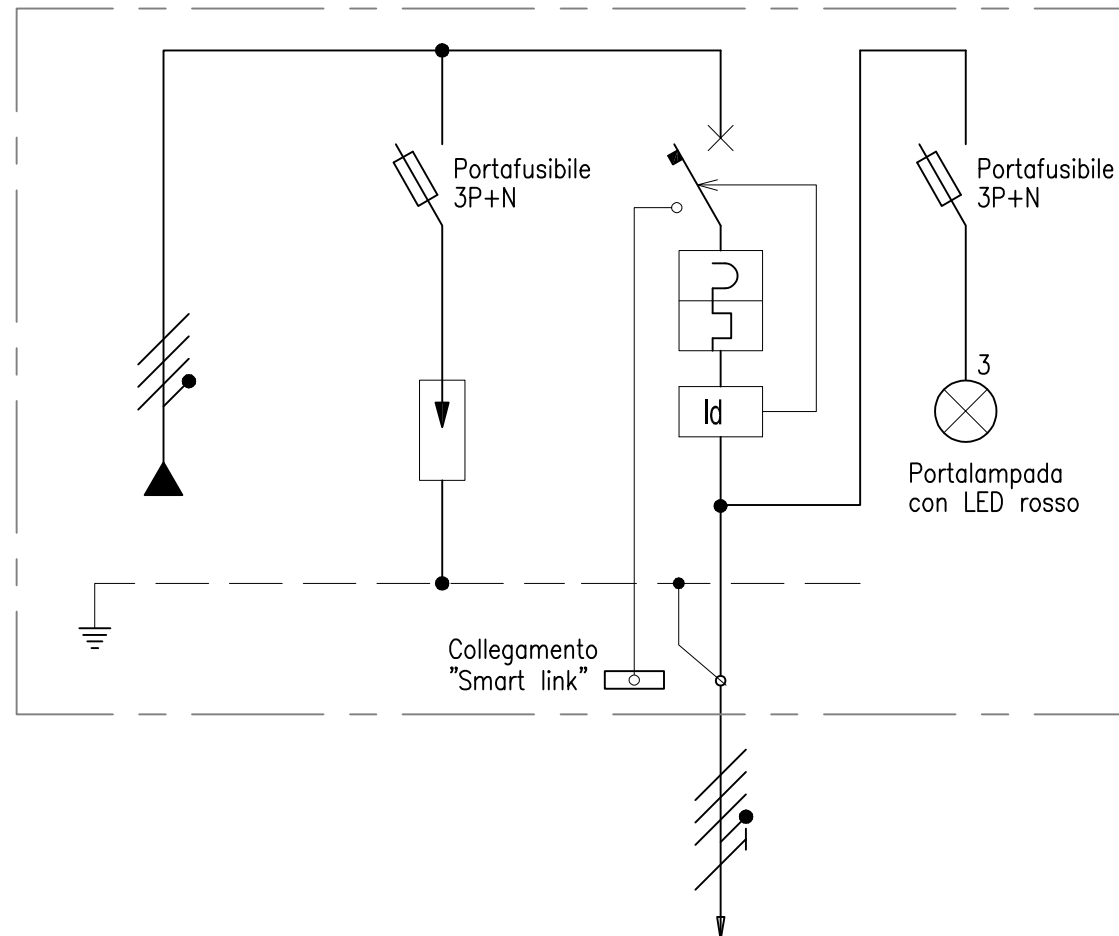 Portafusibile
3P+N
Portafusibile
3P+N
3
Id
Portalampada
con LED rosso
Collegamento
"Smart link"